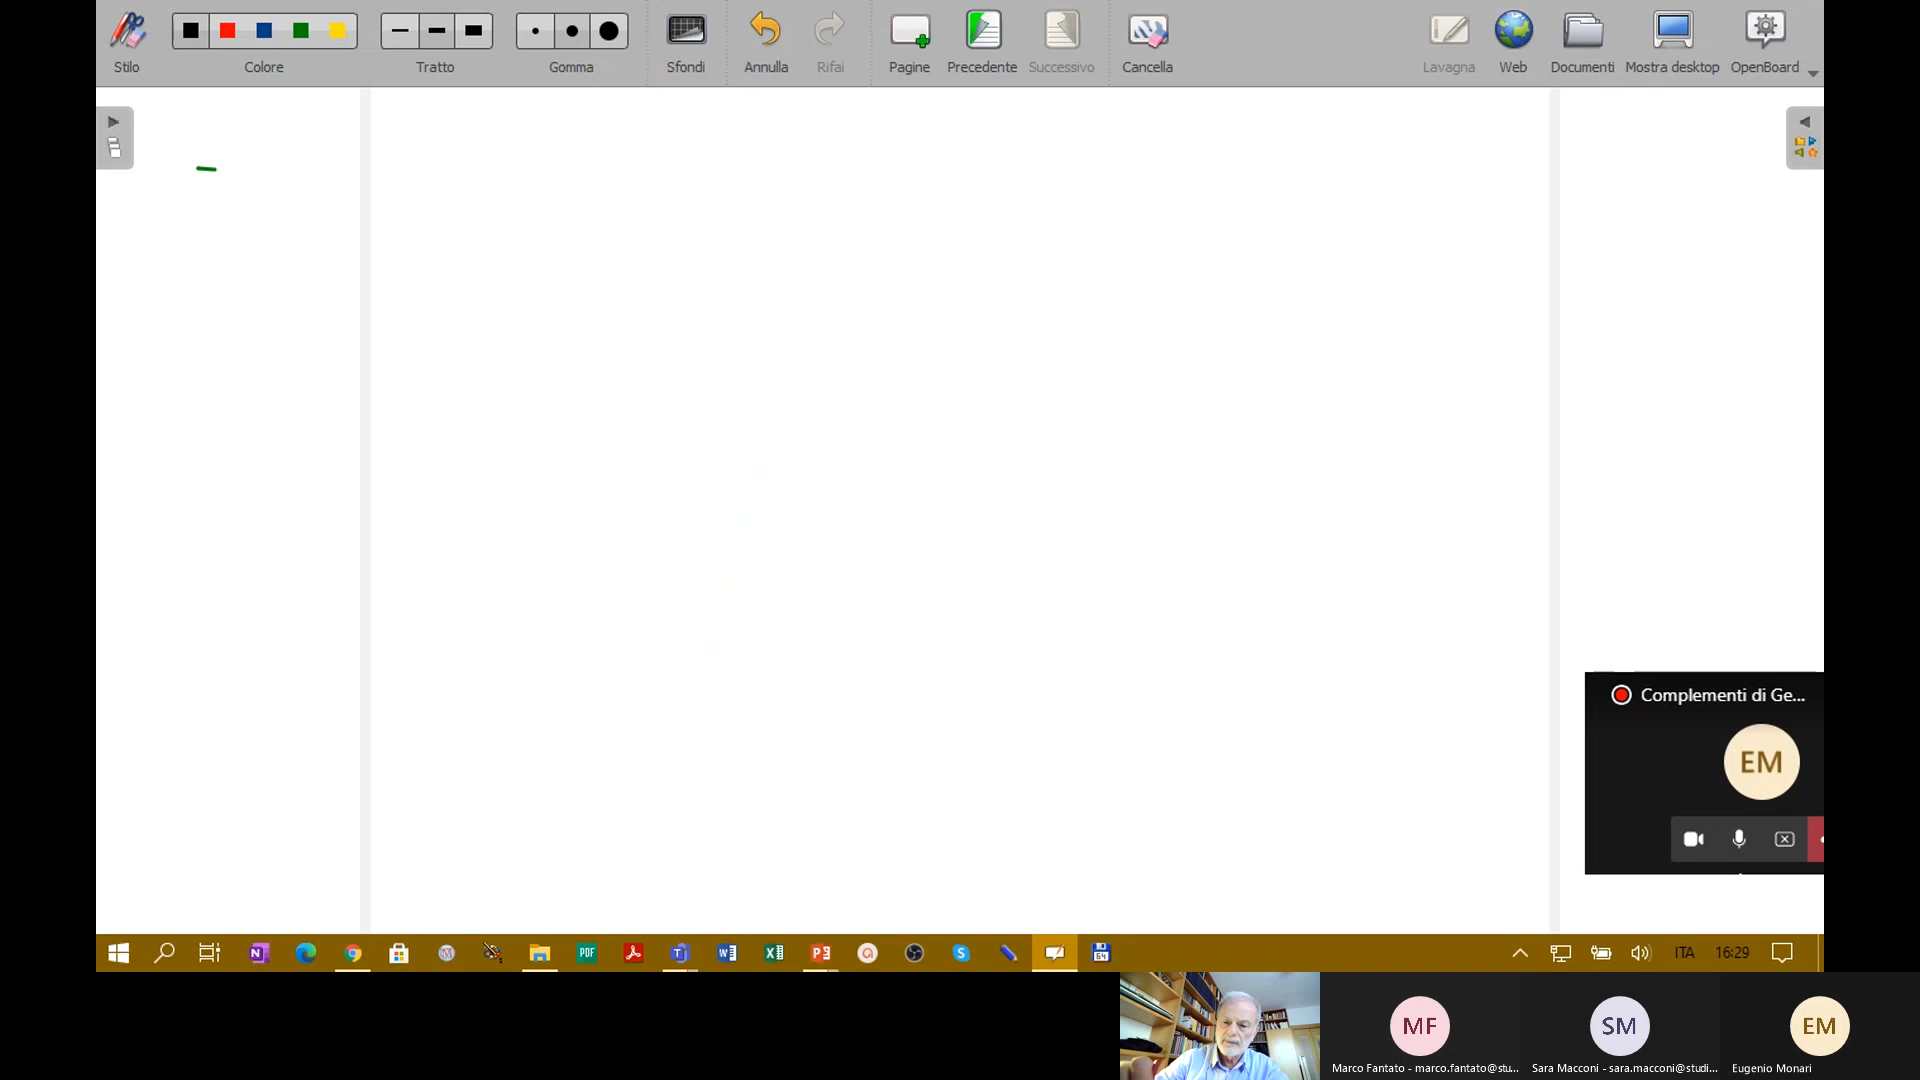 Stilo
Colore
Tratto
Gomma
Sfondi
Annulla
Rifai
Pagine
Precedente
Successivo
Cancella
Lavagna
Web
Documenti
Mostra desktop
OpenBoard
Complementi di Ge...
EM
ITA
16:29
MF
SM
EM
Marco Fantato - marco.fantato@stu...
Sara Macconi - sara.macconi@studi...
Eugenio Monari